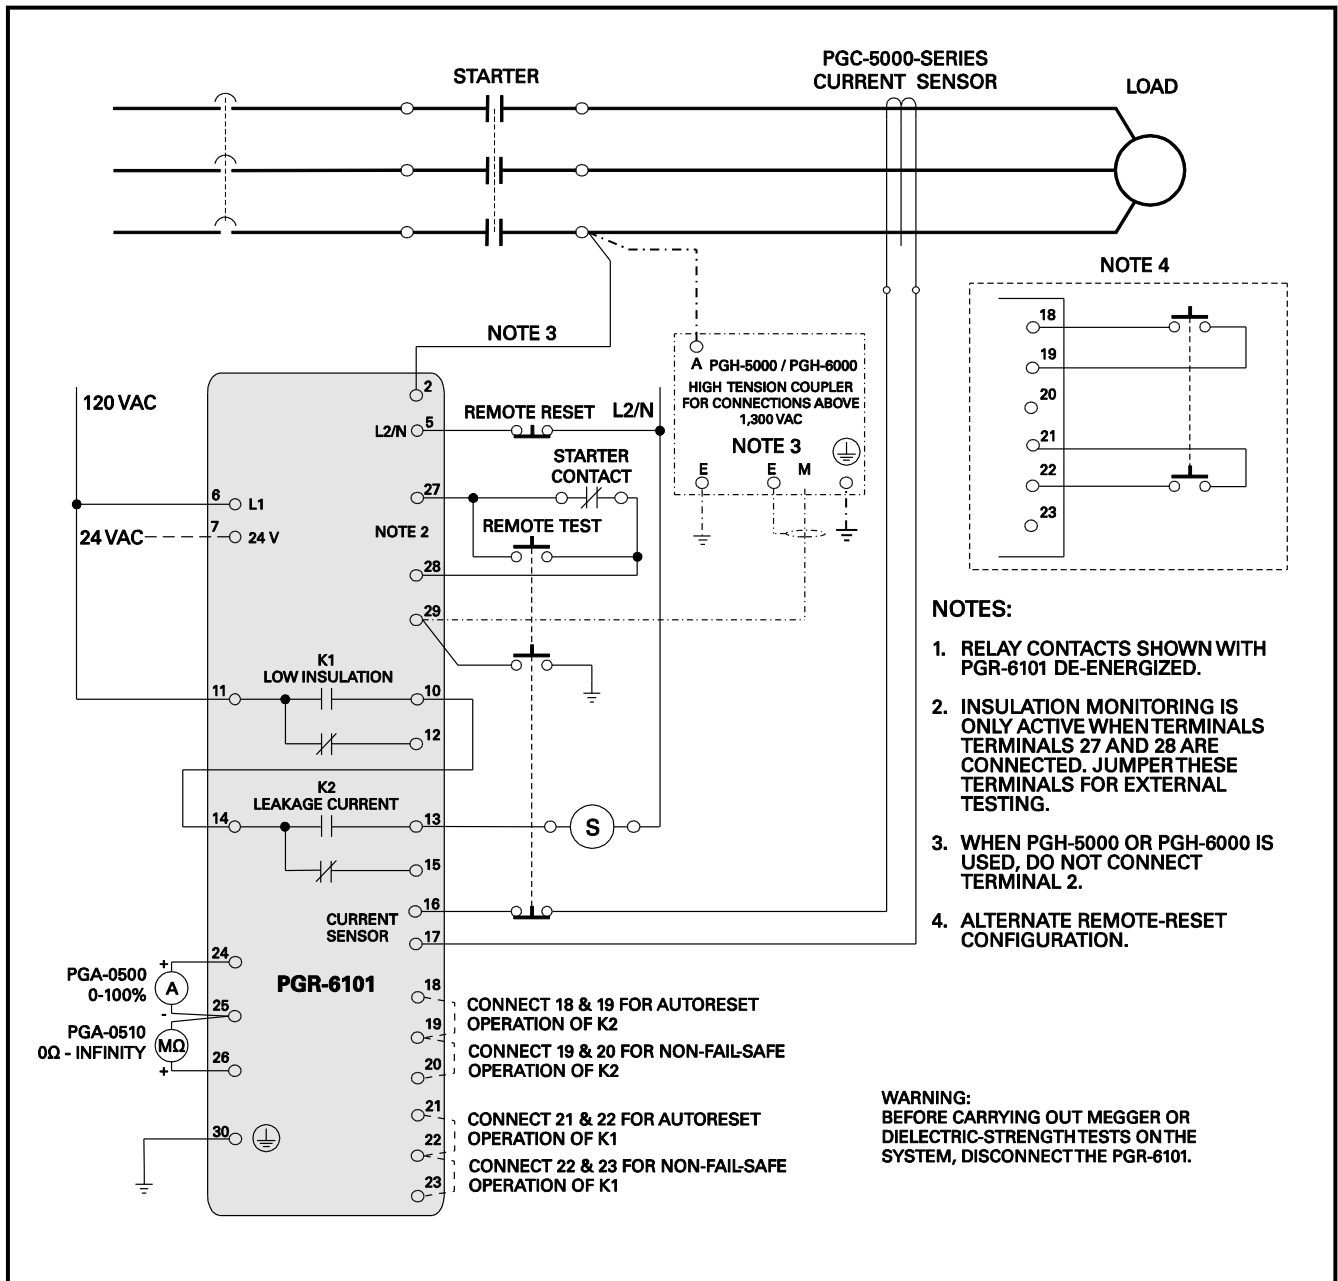 PGC-5000-SERIES
CURRENT SENSOR
STARTER
LOAD
NOTE 4
18
19
20
21
22
23
NOTE 3
A PGH-5000 / PGH-6000
HIGH TENSION COUPLER
FOR CONNECTIONS ABOVE
1,300 VAC
NOTE 3
E
E
M
120 VAC
2
L2/N
5
REMOTE RESET
L2/N
STARTER
CONTACT
6
L1
27
7
24 VAC
24 V
NOTE 2
REMOTE TEST
28
29
K1
LOW INSULATION
11
10
12
K2
LEAKAGE CURRENT
14
13
S
15
16
CURRENT
SENSOR
17
24
+
PGA-0500
0-100%
A
PGR-6101
-
25
PGA-0510
0Ω - INFINITY
MΩ
+
26
30
18
CONNECT 18 & 19 FOR AUTORESET
OPERATION OF K2
19
CONNECT 19 & 20 FOR NON-FAIL-SAFE
OPERATION OF K2
20
21
CONNECT 21 & 22 FOR AUTORESET
OPERATION OF K1
22
CONNECT 22 & 23 FOR NON-FAIL-SAFE
OPERATION OF K1
23
NOTES:
1. RELAY CONTACTS SHOWN WITH
PGR-6101 DE-ENERGIZED.
2. INSULATION MONITORING IS
ONLY ACTIVE WHEN TERMINALS
TERMINALS 27 AND 28 ARE
CONNECTED. JUMPER THESE
TERMINALS FOR EXTERNAL
TESTING.
3. WHEN PGH-5000 OR PGH-6000 IS
USED, DO NOT CONNECT
TERMINAL 2.
4. ALTERNATE REMOTE-RESET
CONFIGURATION.
WARNING:
BEFORE CARRYING OUT MEGGER OR
DIELECTRIC-STRENGTH TESTS ON THE
SYSTEM, DISCONNECT THE PGR-6101.